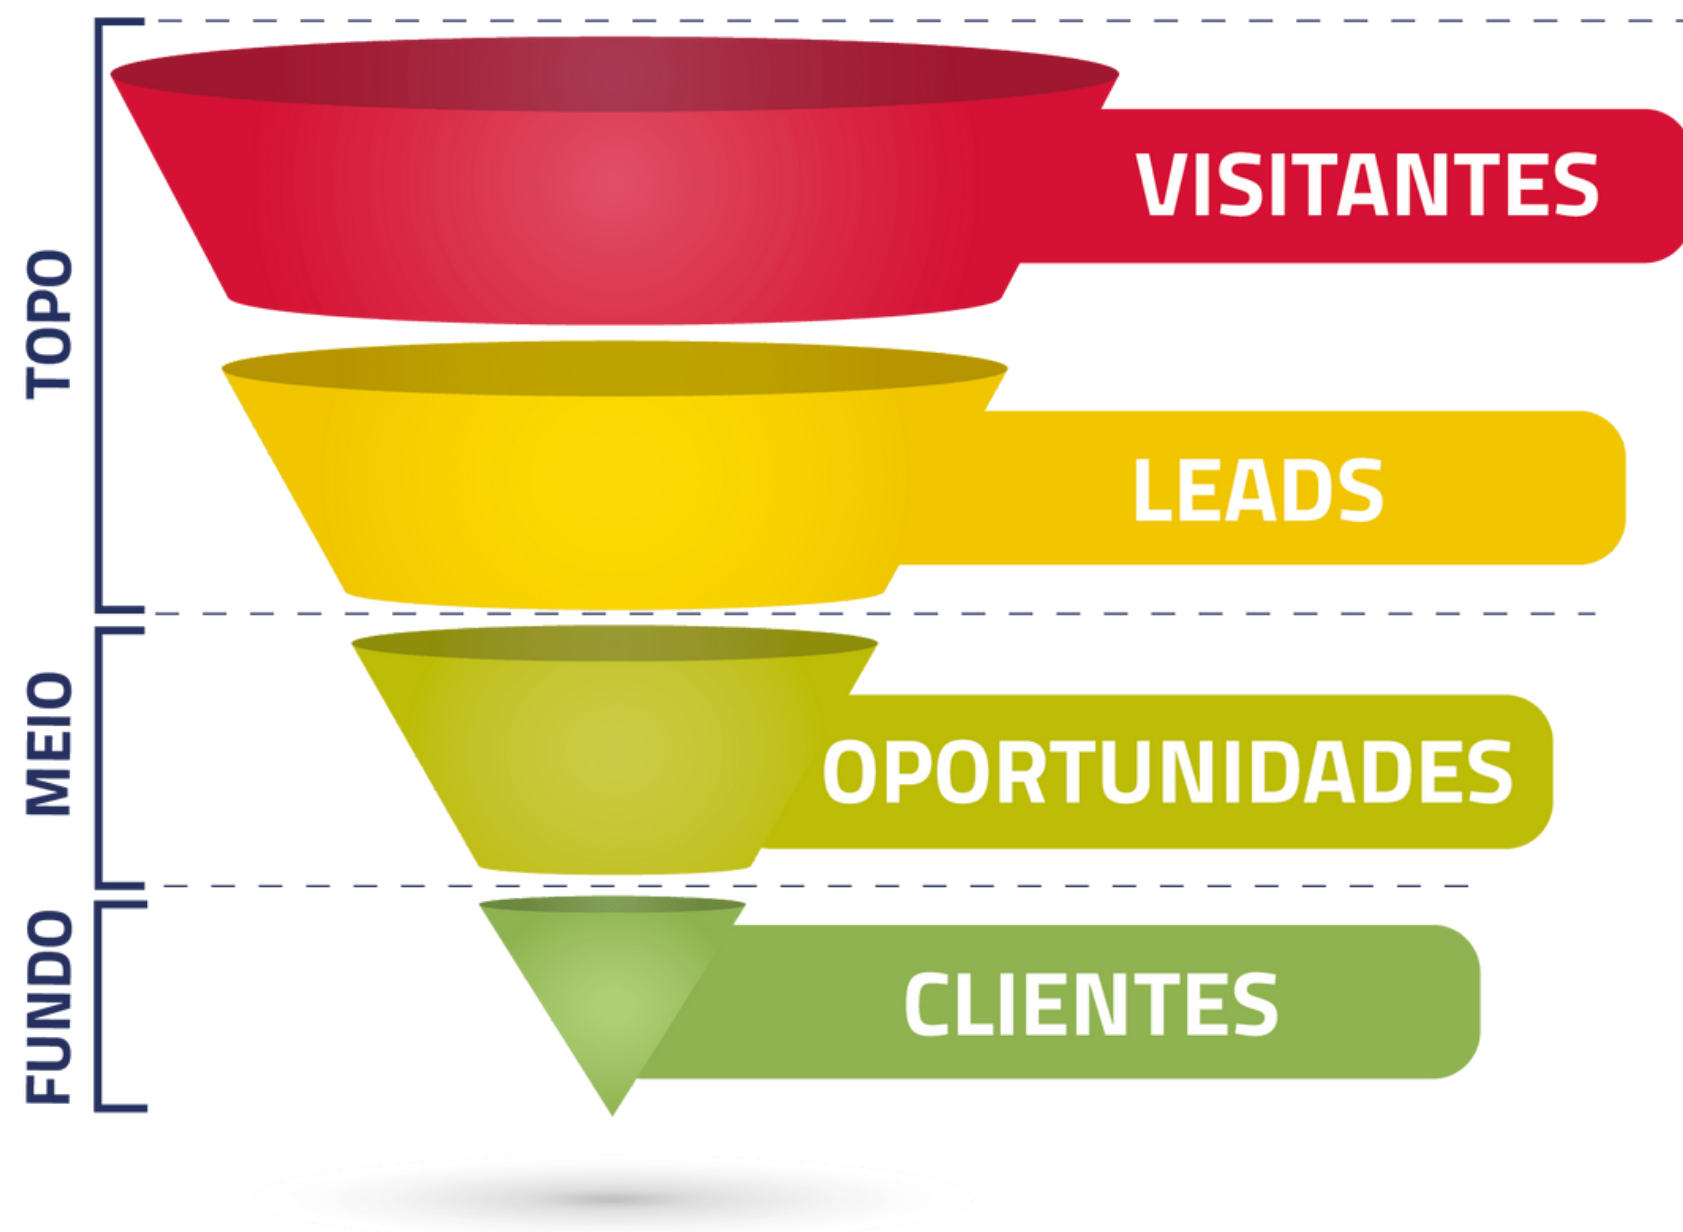 TOPO
VISITANTES
LEADS
MEIO
OPORTUNIDADES
FUNDO
CLIENTES